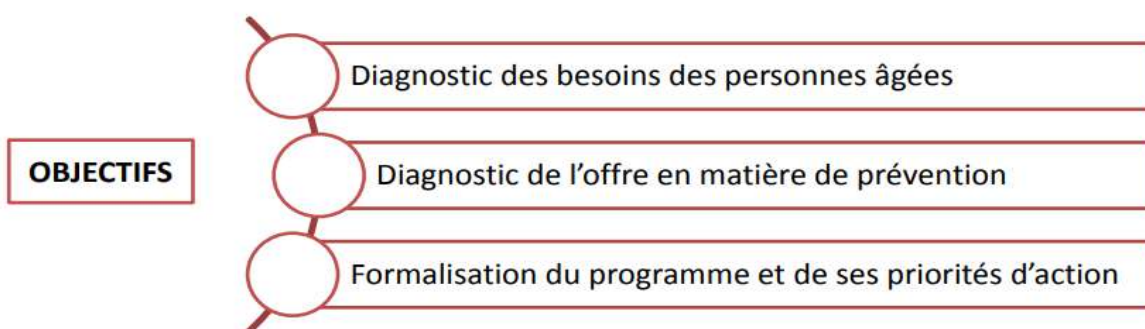 Diagnostic des besoins des personnes âgées
OBJECTIFS
Diagnostic de l'offre en matière de prévention
Formalisation du programme et de ses priorités d'action